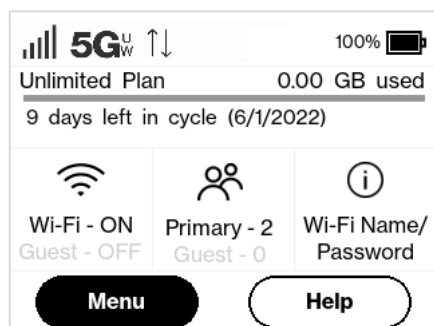 5G UW 100%
Unlimited Plan 0.00 GB used
9 days left in cycle (6/1/2022)
Wi-Fi - ON Primary - 2 Wi-Fi Name/
Guest - OFF Guest - 0 Password
Menu Help